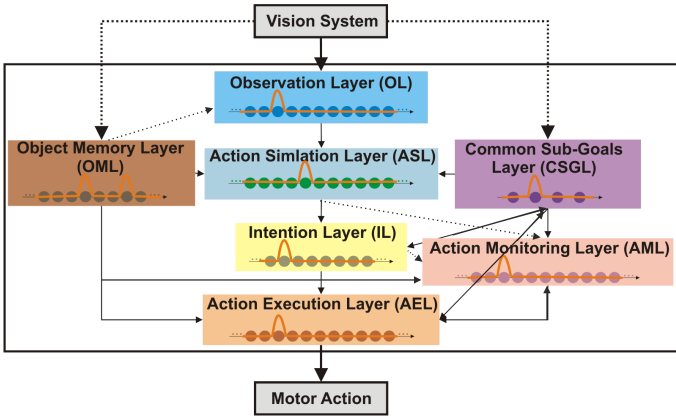 Vision System
Observation Layer (OL)
Object Memory Layer
(OML)
Action Simlation Layer (ASL)
Common Sub-Goals
Layer (CSGL)
Intention Layer (IL)
Action Monitoring Layer (AML)
Action Execution Layer (AEL)
Motor Action